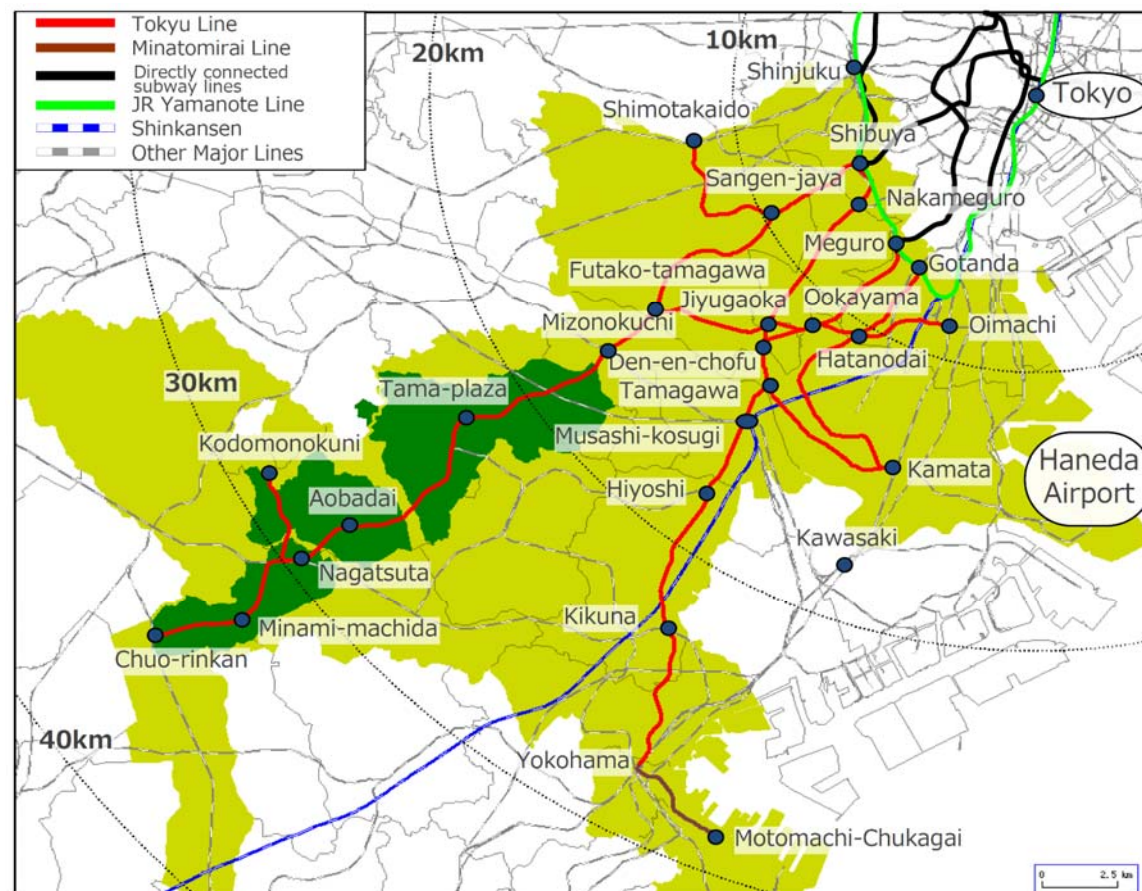 Tokyu Line
Minatomirai Line
Directly connected
subway lines
JR Yamanote Line
Shinkansen
Other Major Lines
10km
20km
Shinjuku
Tokyo
Shimotakaido
Shibuya
Sangen-jaya
Nakameguro
Meguro
Gotanda
Futako-tamagawa
Jiyugaoka
Ookayama
Mizonokuchi
Oimachi
Den-en-chofu
Hatanodai
30km
Tama-plaza
Tamagawa
Musashi-kosugi
Kodomonokuni
Kamata
Haneda
Airport
Hiyoshi
Aobadai
Kawasaki
Nagatsuta
Kikuna
Minami-machida
Chuo-rinkan
40km
Yokohama
Motomachi-Chukagai
0 2.5 km